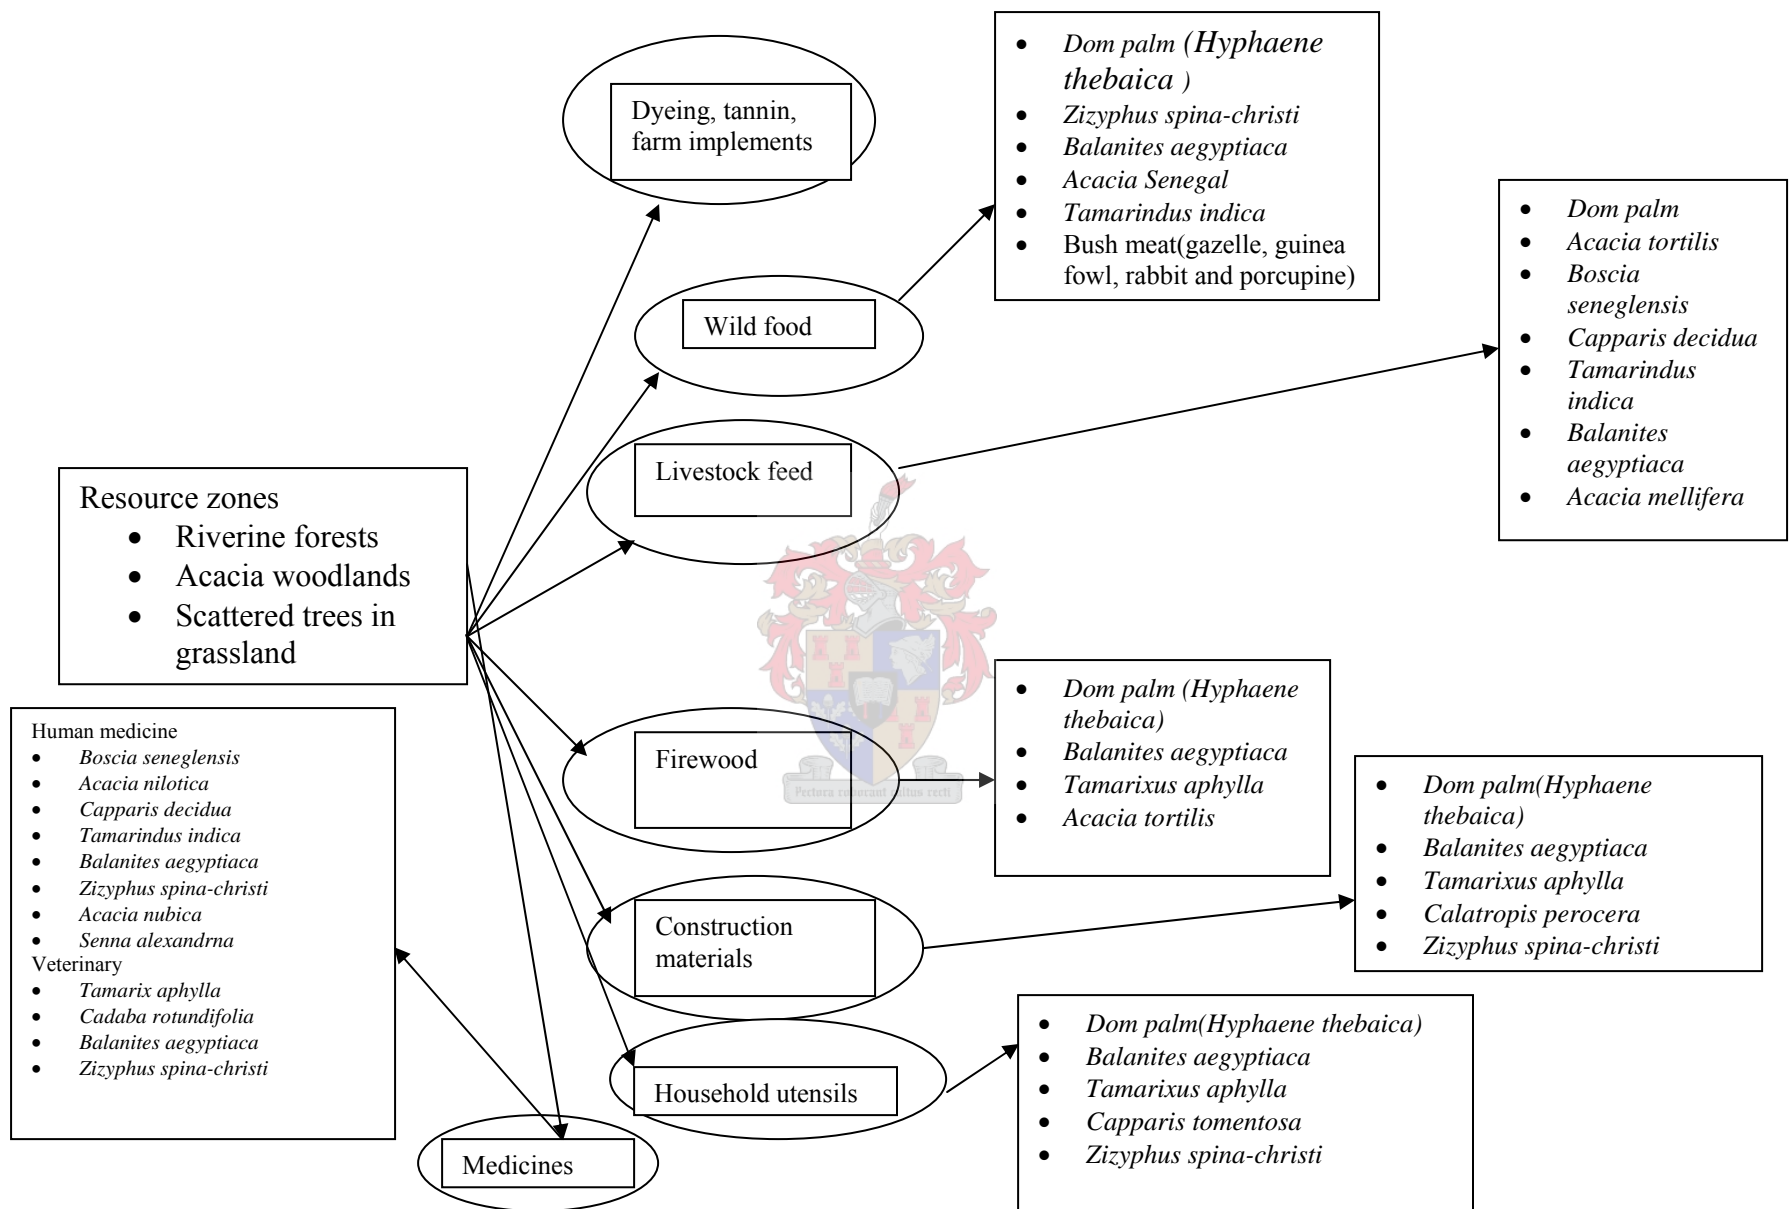 Dyeing, tannin,
farm implements
• Dom palm (Hyphaene
thebaica )
• Zizyphus spina-christi
• Balanites aegyptiaca
• Acacia Senegal
• Tamarindus indica
• Bush meat(gazelle, guinea
fowl, rabbit and porcupine)
Wild food
• Dom palm
• Acacia tortilis
• Boscia
seneglensis
• Capparis decidua
• Tamarindus
indica
• Balanites
aegyptiaca
• Acacia mellifera
Livestock feed
Resource zones
• Riverine forests
• Acacia woodlands
• Scattered trees in
grassland
Firewood
• Dom palm (Hyphaene
thebaica)
• Balanites aegyptiaca
• Tamarixus aphylla
• Acacia tortilis
Pectora roborant cultus recti
Human medicine
• Boscia seneglensis
• Acacia nilotica
• Capparis decidua
• Tamarindus indica
• Balanites aegyptiaca
• Zizyphus spina-christi
• Acacia nubica
• Senna alexandrna
Veterinary
• Tamarix aphylla
• Cadaba rotundifolia
• Balanites aegyptiaca
• Zizyphus spina-christi
Construction
materials
• Dom palm(Hyphaene
thebaica)
• Balanites aegyptiaca
• Tamarixus aphylla
• Calatropis perocera
• Zizyphus spina-christi
Household utensils
• Dom palm(Hyphaene thebaica)
• Balanites aegyptiaca
• Tamarixus aphylla
• Capparis tomentosa
• Zizyphus spina-christi
Medicines